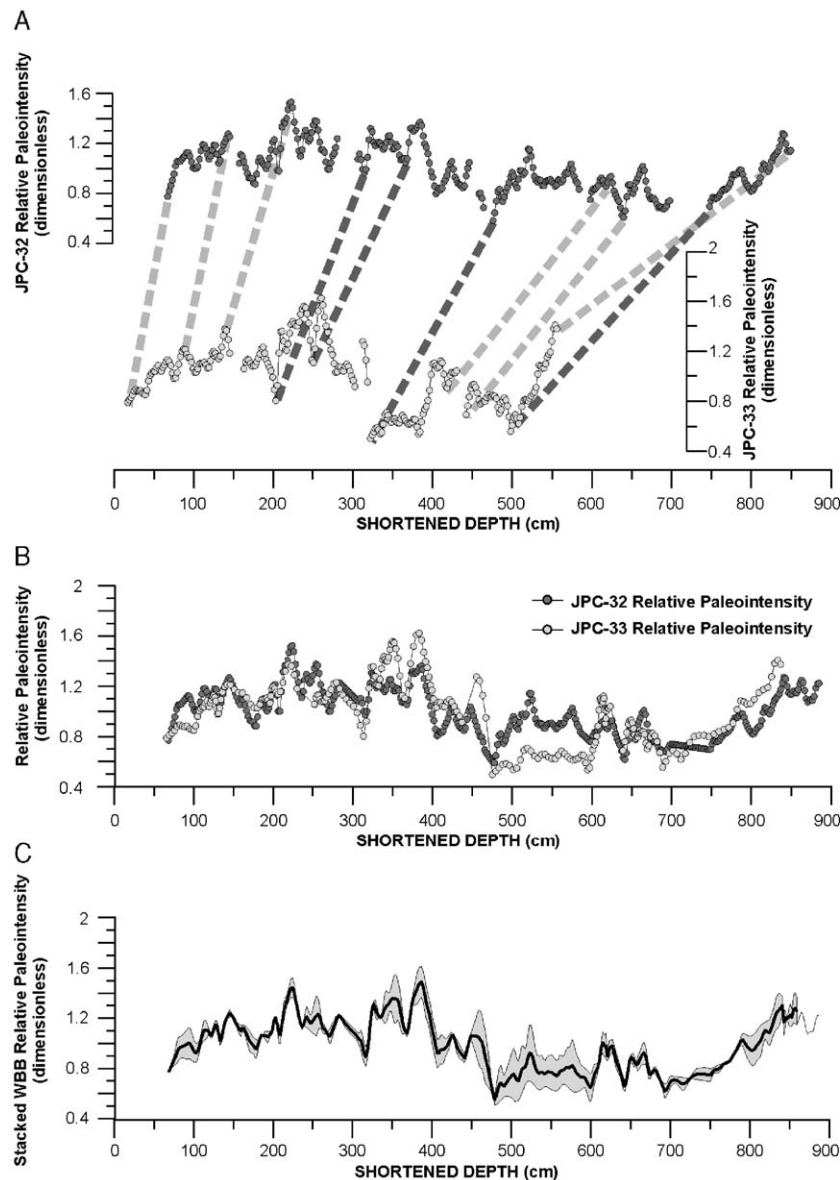 A
JPC-32 Relative Paleointensity
(dimensionless)
1.6
1.2
0.8
0.4
2
1.6
1.2
0.8
0.4
JPC-33 Relative Paleointensity
(dimensionless)
0 100 200 300 400 500 600 700 800 900
SHORTENED DEPTH (cm)
B
Relative Paleointensity
(dimensionless)
2
1.6
1.2
0.8
0.4
JPC-32 Relative Paleointensity
JPC-33 Relative Paleointensity
0 100 200 300 400 500 600 700 800 900
SHORTENED DEPTH (cm)
C
Stacked WBB Relative Paleointensity
(dimensionless)
2
1.6
1.2
0.8
0.4
0 100 200 300 400 500 600 700 800 900
SHORTENED DEPTH (cm)